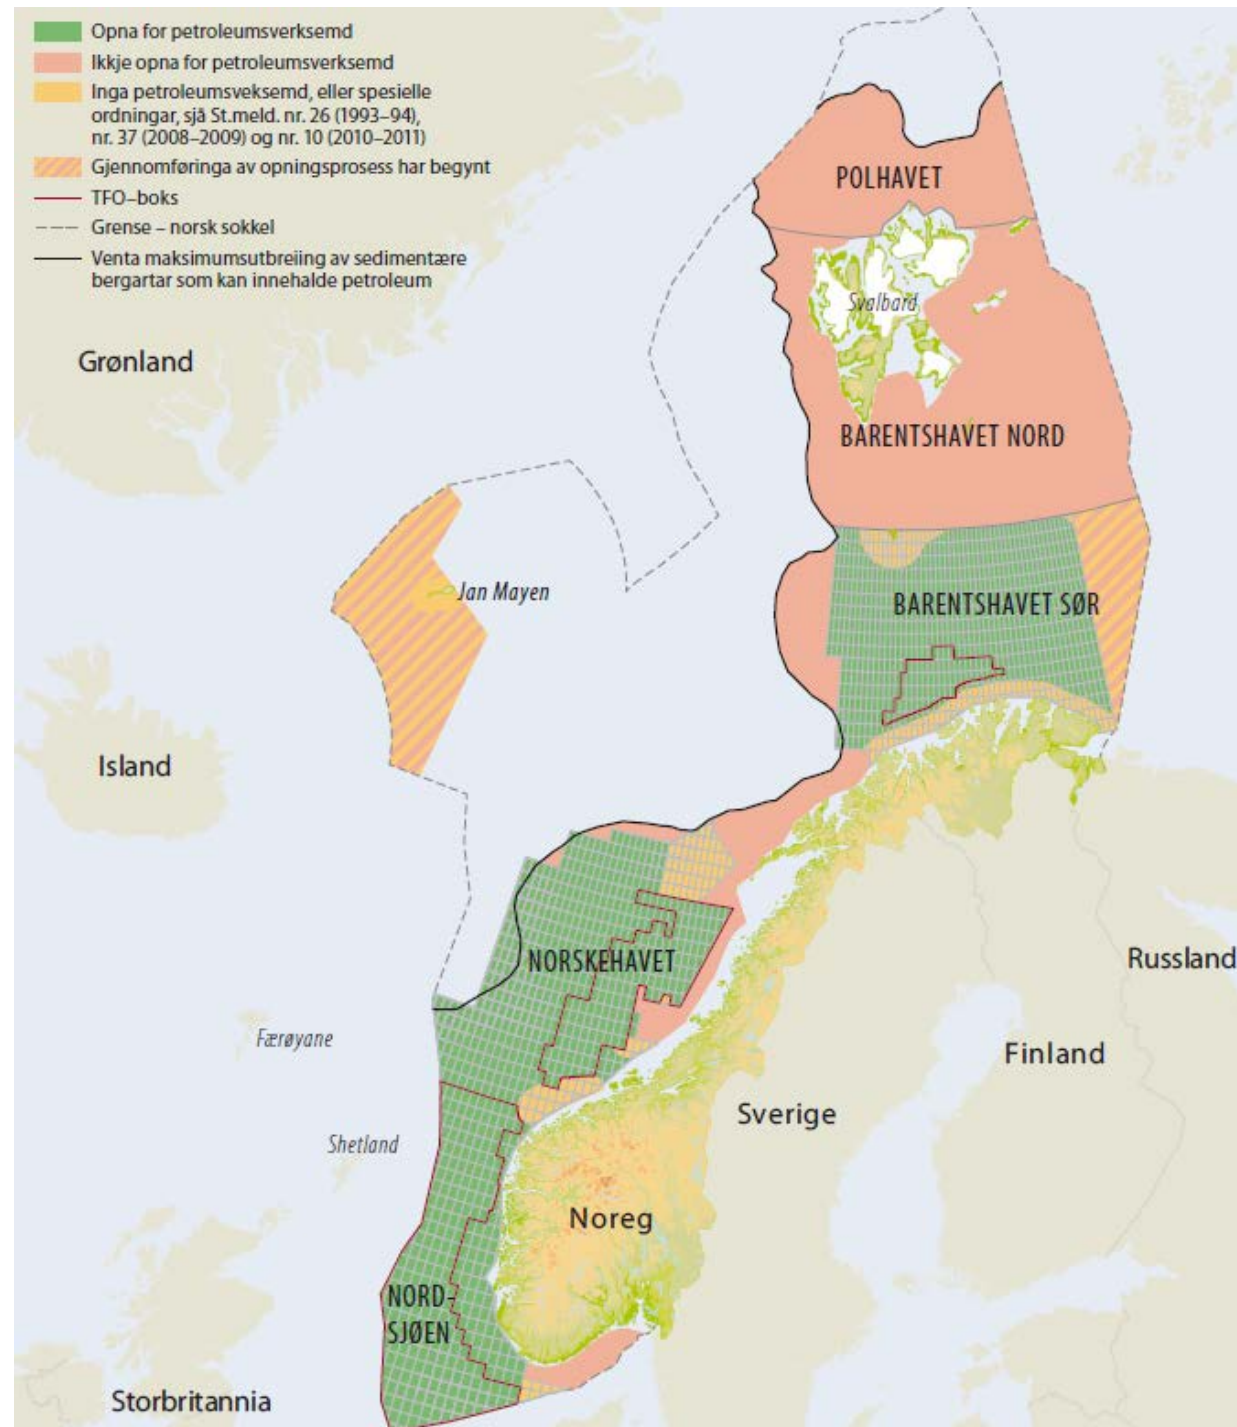 Opna for petroleumsverksemd
Ikkje opna for petroleumsverksemd
Inga petroleumsveksemd, eller spesielle
ordningar, sjå St.meld. nr. 26 (1993–94),
nr. 37 (2008–2009) og nr. 10 (2010–2011)
Gjennomføringa av opningsprosess har begynt
TFO–boks
Grense – norsk sokkel
Venta maksimumsutbreiing av sedimentære
bergartar som kan innehalde petroleum
POLHAVET
Svalbard
Grønland
BARENTSHAVET NORD
Jan Mayen
BARENTSHAVET SØR
Island
NORSKEHAVET
Russland
Færøyane
Finland
Sverige
Shetland
Noreg
NORD-
SJØEN
Storbritannia